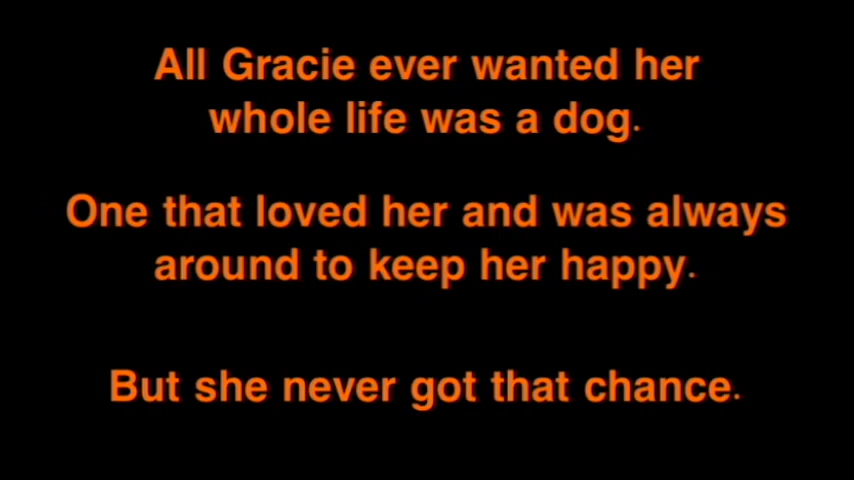 All Gracie ever wanted her
whole life was a dog.
One that loved her and was always
around to keep her happy.
But she never got that chance.